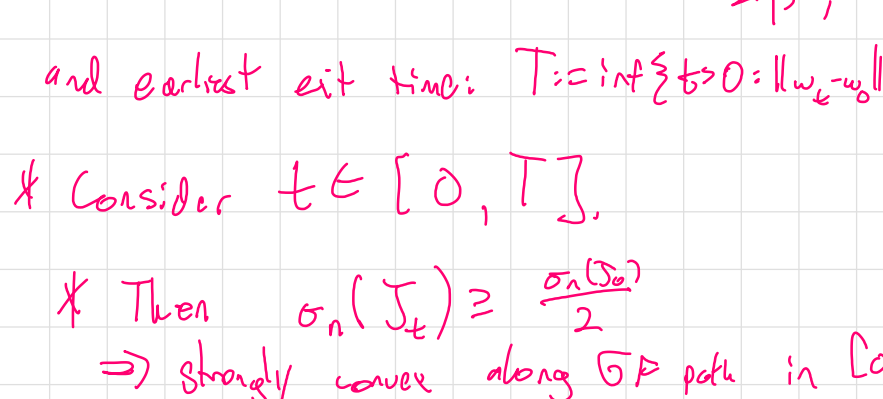 and earliest exit time: T := inf{t>0 : ||w_t - w_0||
* Consider t ∈ [0, T].
* Then σ_n(J_t) ≥ σ_n(J_0)/2
⇒ strongly convex along GF path in [0